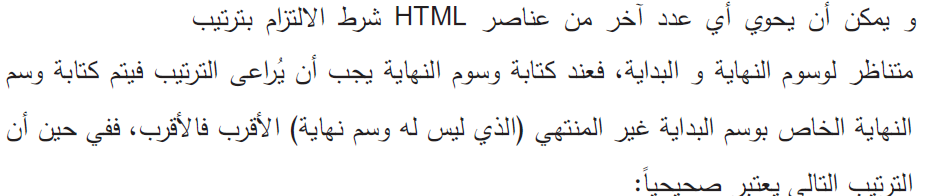 و يمكن أن يحوي أي عدد آخر من عناصر HTML شرط الالتزام بترتيب
متناظر لوسوم النهاية و البداية، فعند كتابة وسوم النهاية يجب أن يُراعى الترتيب فيتم كتابة وسم
النهاية الخاص بوسم البداية غير المنتهي (الذي ليس له وسم نهاية) الأقرب فالأقرب، ففي حين أن
الترتيب التالي يعتبر صحيحياً: